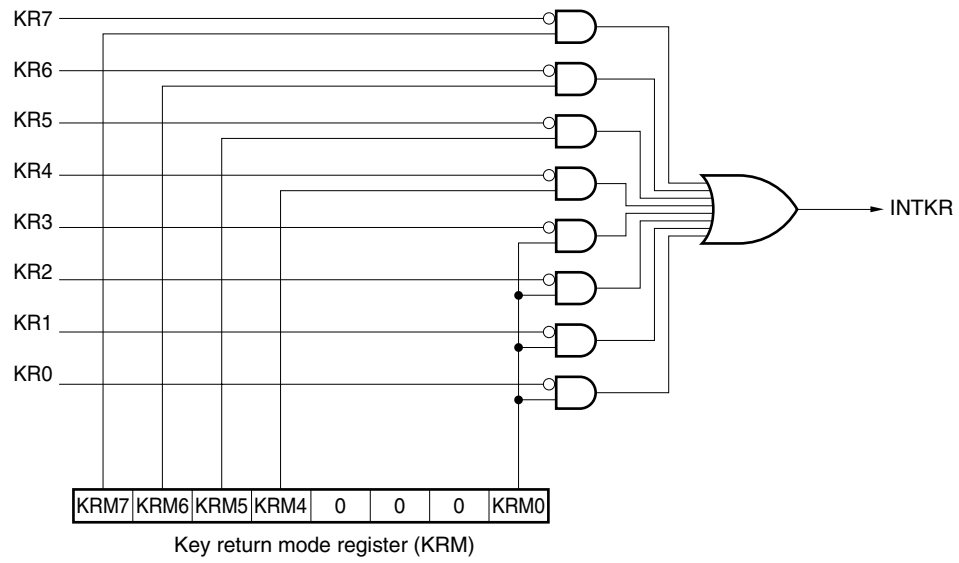 KR7
KR6
KR5
KR4
KR3
KR2
KR1
KR0
INTKR
KRM7 KRM6 KRM5 KRM4 0 0 0 KRM0
Key return mode register (KRM)